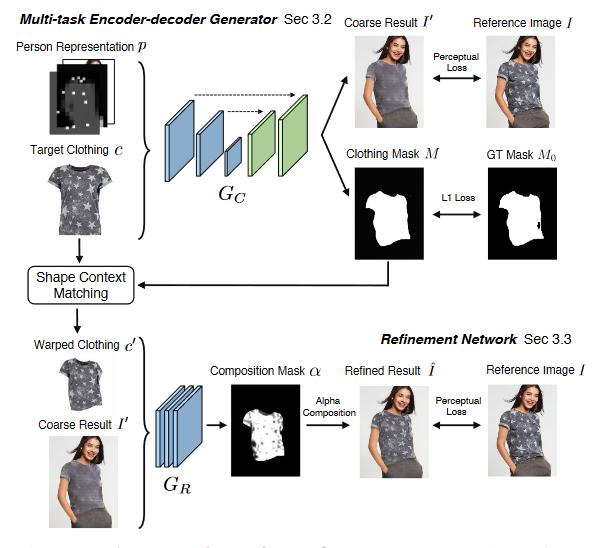 Multi-task Encoder-decoder Generator Sec 3.2
Person Representation p
Target Clothing c
G_C
Coarse Result I′
Reference Image I
Perceptual
Loss
Clothing Mask M
GT Mask M₀
L1 Loss
Shape Context
Matching
Refinement Network Sec 3.3
Warped Clothing c′
Coarse Result I′
G_R
Composition Mask α
Alpha
Composition
Refined Result Î
Perceptual
Loss
Reference Image I